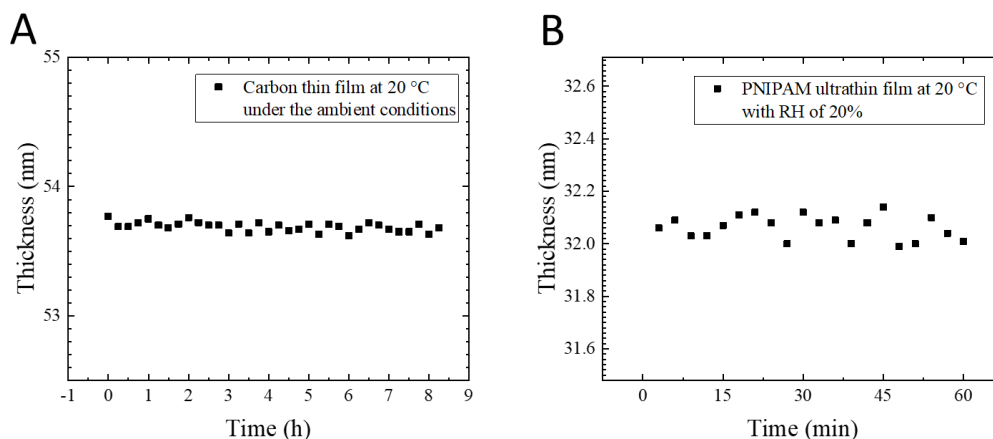 A
55
54
53
Thickness (nm)
Carbon thin film at 20 °C
under the ambient conditions
-1 0 1 2 3 4 5 6 7 8 9
Time (h)
B
32.6
32.4
32.2
32.0
31.8
31.6
Thickness (nm)
PNIPAM ultrathin film at 20 °C
with RH of 20%
0 15 30 45 60
Time (min)